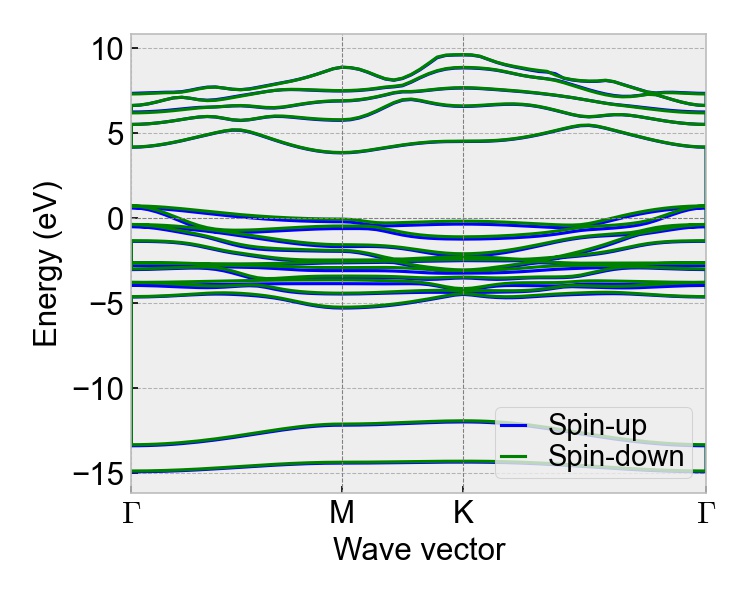 10
5
0
−5
−10
−15
Energy (eV)
Spin-up
Spin-down
Γ M K Γ
Wave vector